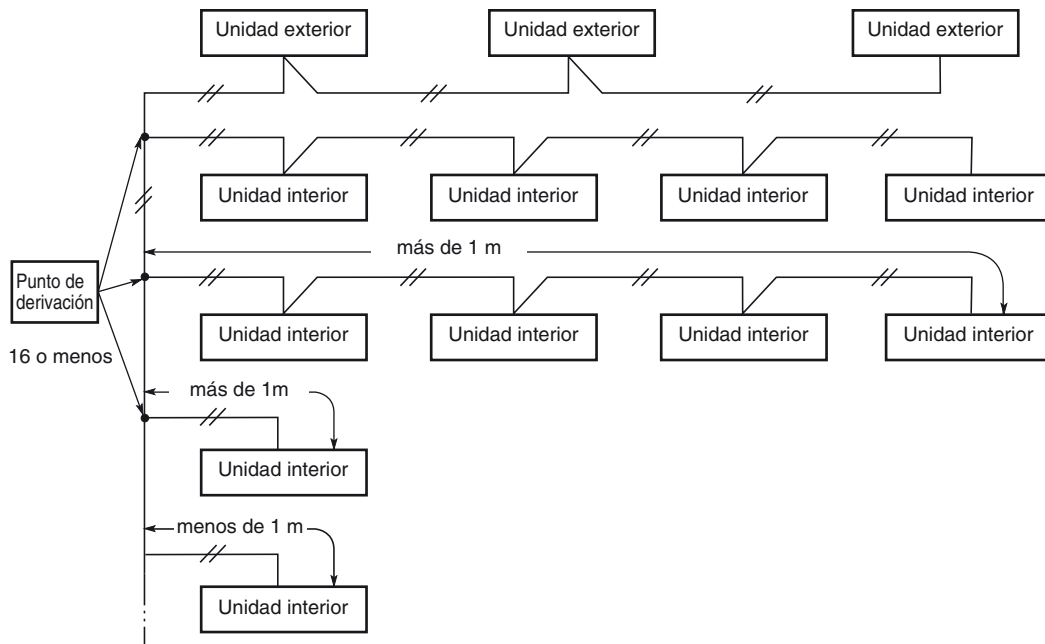 Unidad exterior Unidad exterior Unidad exterior
Unidad interior Unidad interior Unidad interior Unidad interior
más de 1 m
Punto de
derivación
Unidad interior Unidad interior Unidad interior Unidad interior
16 o menos
más de 1m
Unidad interior
menos de 1 m
Unidad interior